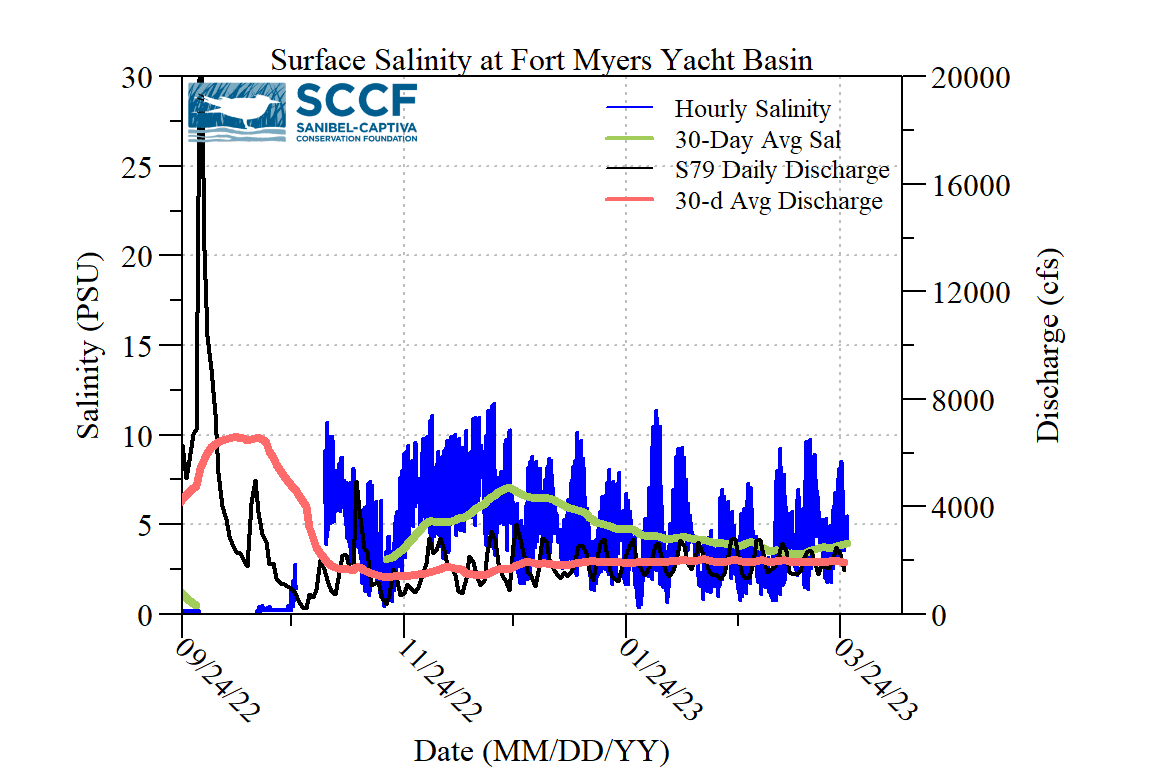 Surface Salinity at Fort Myers Yacht Basin
SCCF
SANIBEL-CAPTIVA
CONSERVATION FOUNDATION
Hourly Salinity
30-Day Avg Sal
S79 Daily Discharge
30-d Avg Discharge
30
25
20
15
10
5
0
Salinity (PSU)
20000
16000
12000
8000
4000
0
Discharge (cfs)
09/24/22
11/24/22
01/24/23
03/24/23
Date (MM/DD/YY)